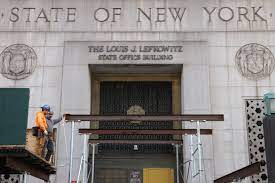 STATE OF NEW YORK
THE LOUIS J. LEFKOWITZ
STATE OFFICE BUILDING